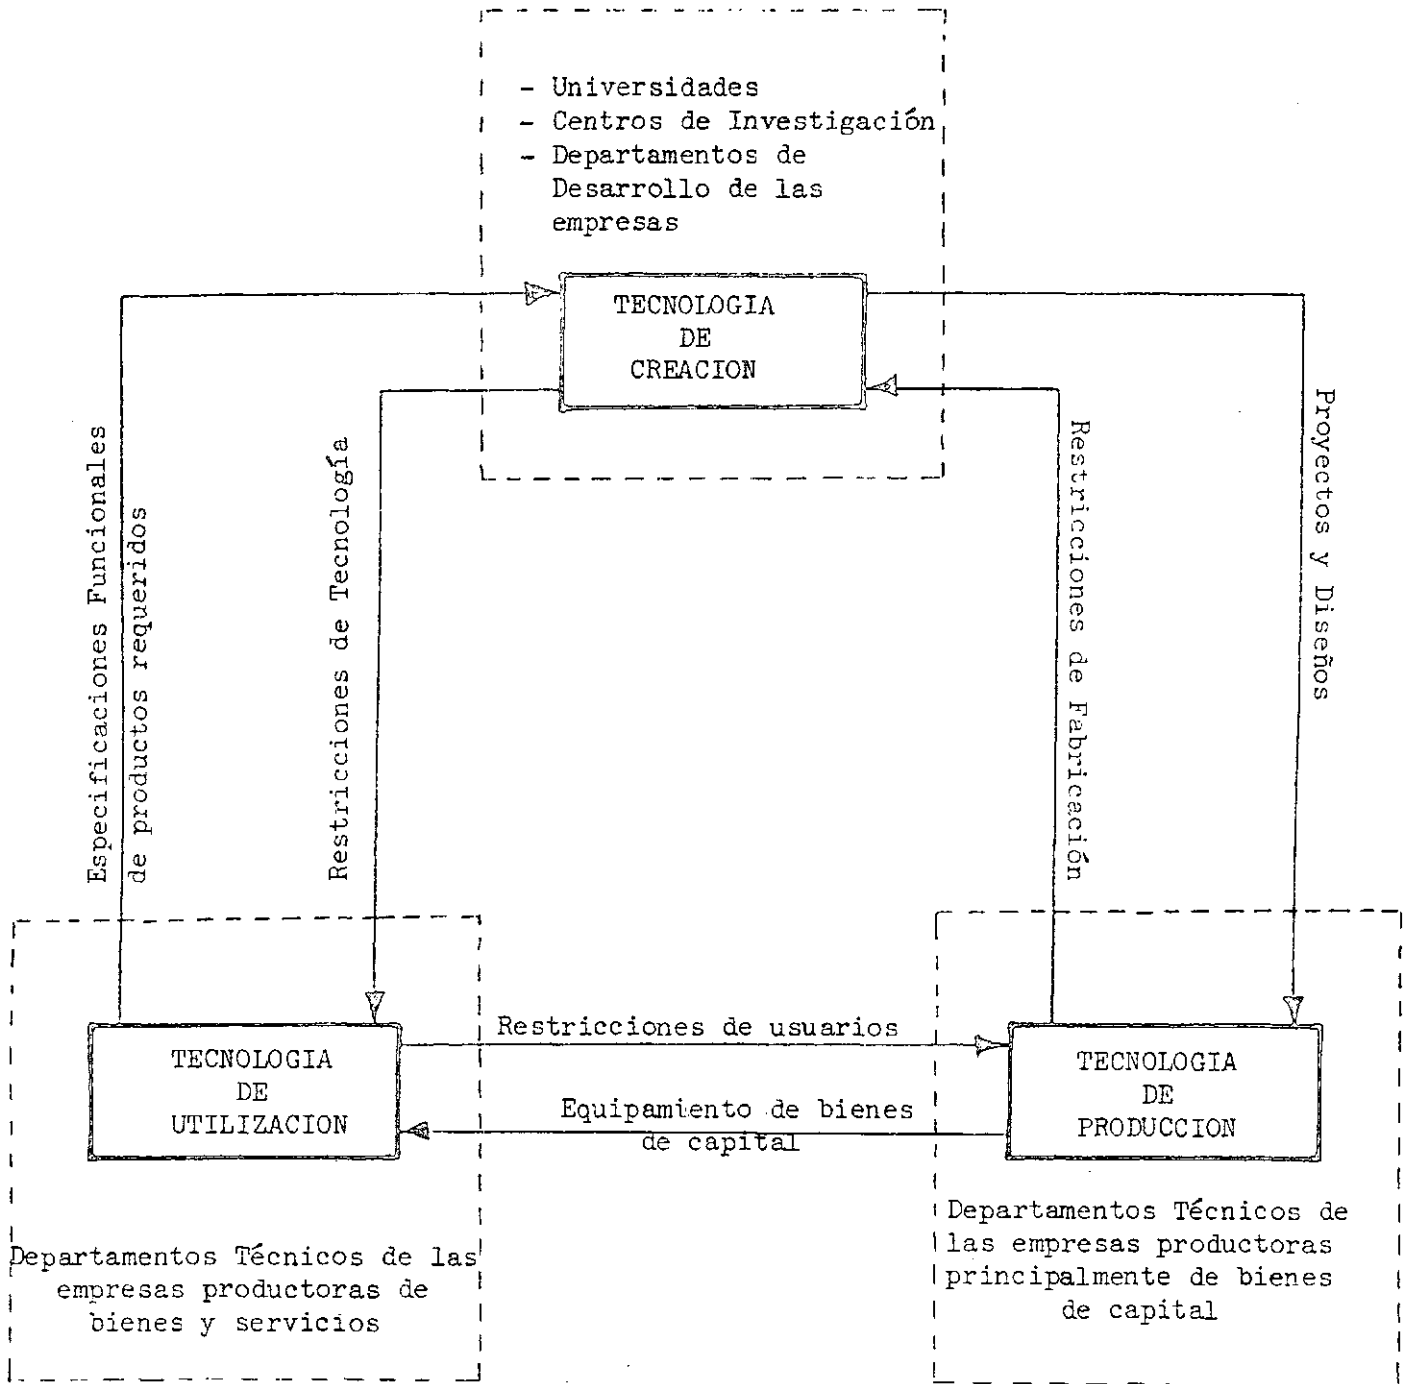 - Universidades
- Centros de Investigación
- Departamentos de
Desarrollo de las
empresas
TECNOLOGIA
DE
CREACION
Especificaciones Funcionales
de productos requeridos
Restricciones de Tecnología
Restricciones de Fabricación
Proyectos y Diseños
TECNOLOGIA
DE
UTILIZACION
Restricciones de usuarios
Equipamiento de bienes
de capital
TECNOLOGIA
DE
PRODUCCION
Departamentos Técnicos de las
empresas productoras de
bienes y servicios
Departamentos Técnicos de
las empresas productoras
principalmente de bienes
de capital